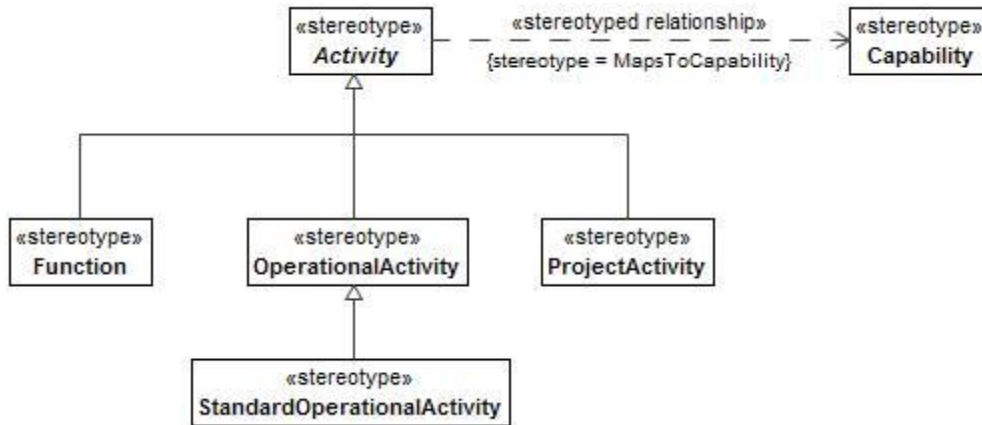 «stereotype»
Activity
«stereotyped relationship»
{stereotype = MapsToCapability}
«stereotype»
Capability
«stereotype»
Function
«stereotype»
OperationalActivity
«stereotype»
ProjectActivity
«stereotype»
StandardOperationalActivity